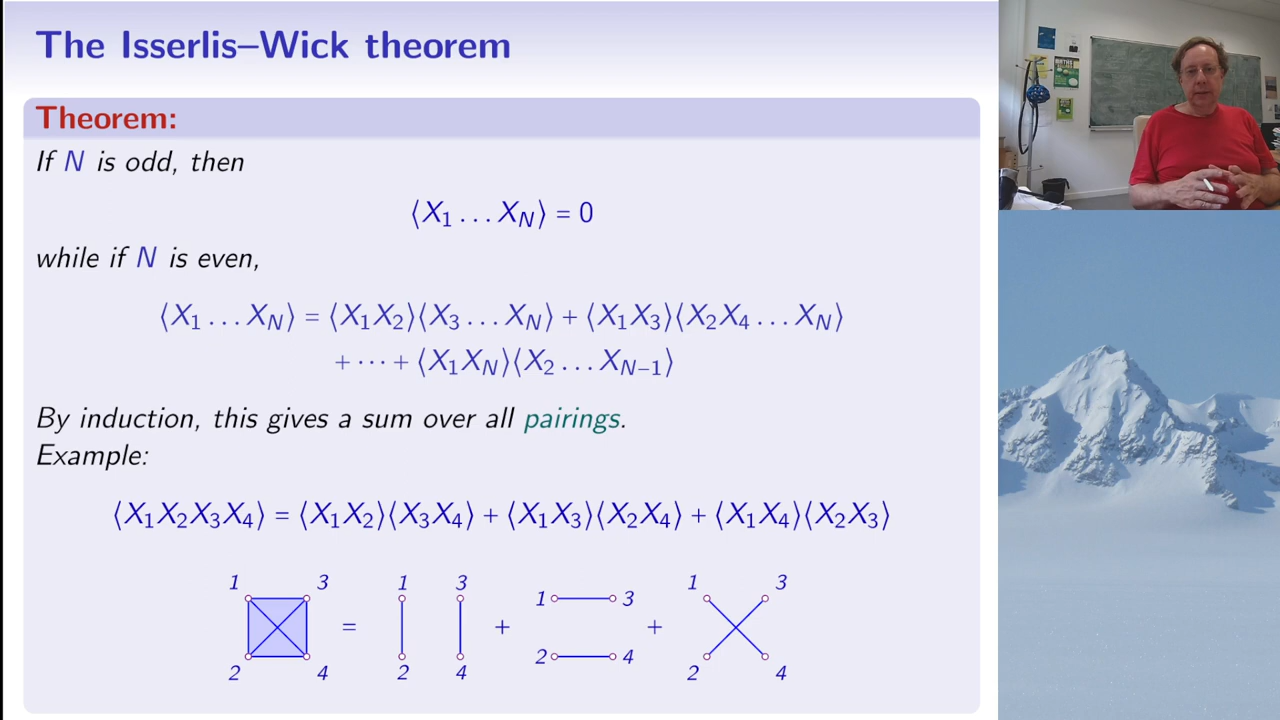 The Isserlis–Wick theorem
Theorem:
If N is odd, then
⟨X₁ … X_N⟩ = 0
while if N is even,
⟨X₁ … X_N⟩ = ⟨X₁X₂⟩⟨X₃ … X_N⟩ + ⟨X₁X₃⟩⟨X₂X₄ … X_N⟩
+ ⋯ + ⟨X₁X_N⟩⟨X₂ … X_{N−1}⟩
By induction, this gives a sum over all pairings.
Example:
⟨X₁X₂X₃X₄⟩ = ⟨X₁X₂⟩⟨X₃X₄⟩ + ⟨X₁X₃⟩⟨X₂X₄⟩ + ⟨X₁X₄⟩⟨X₂X₃⟩
1 3 1 3 1 3
1 3
= + +
2 4
2 4 2 4 2 4